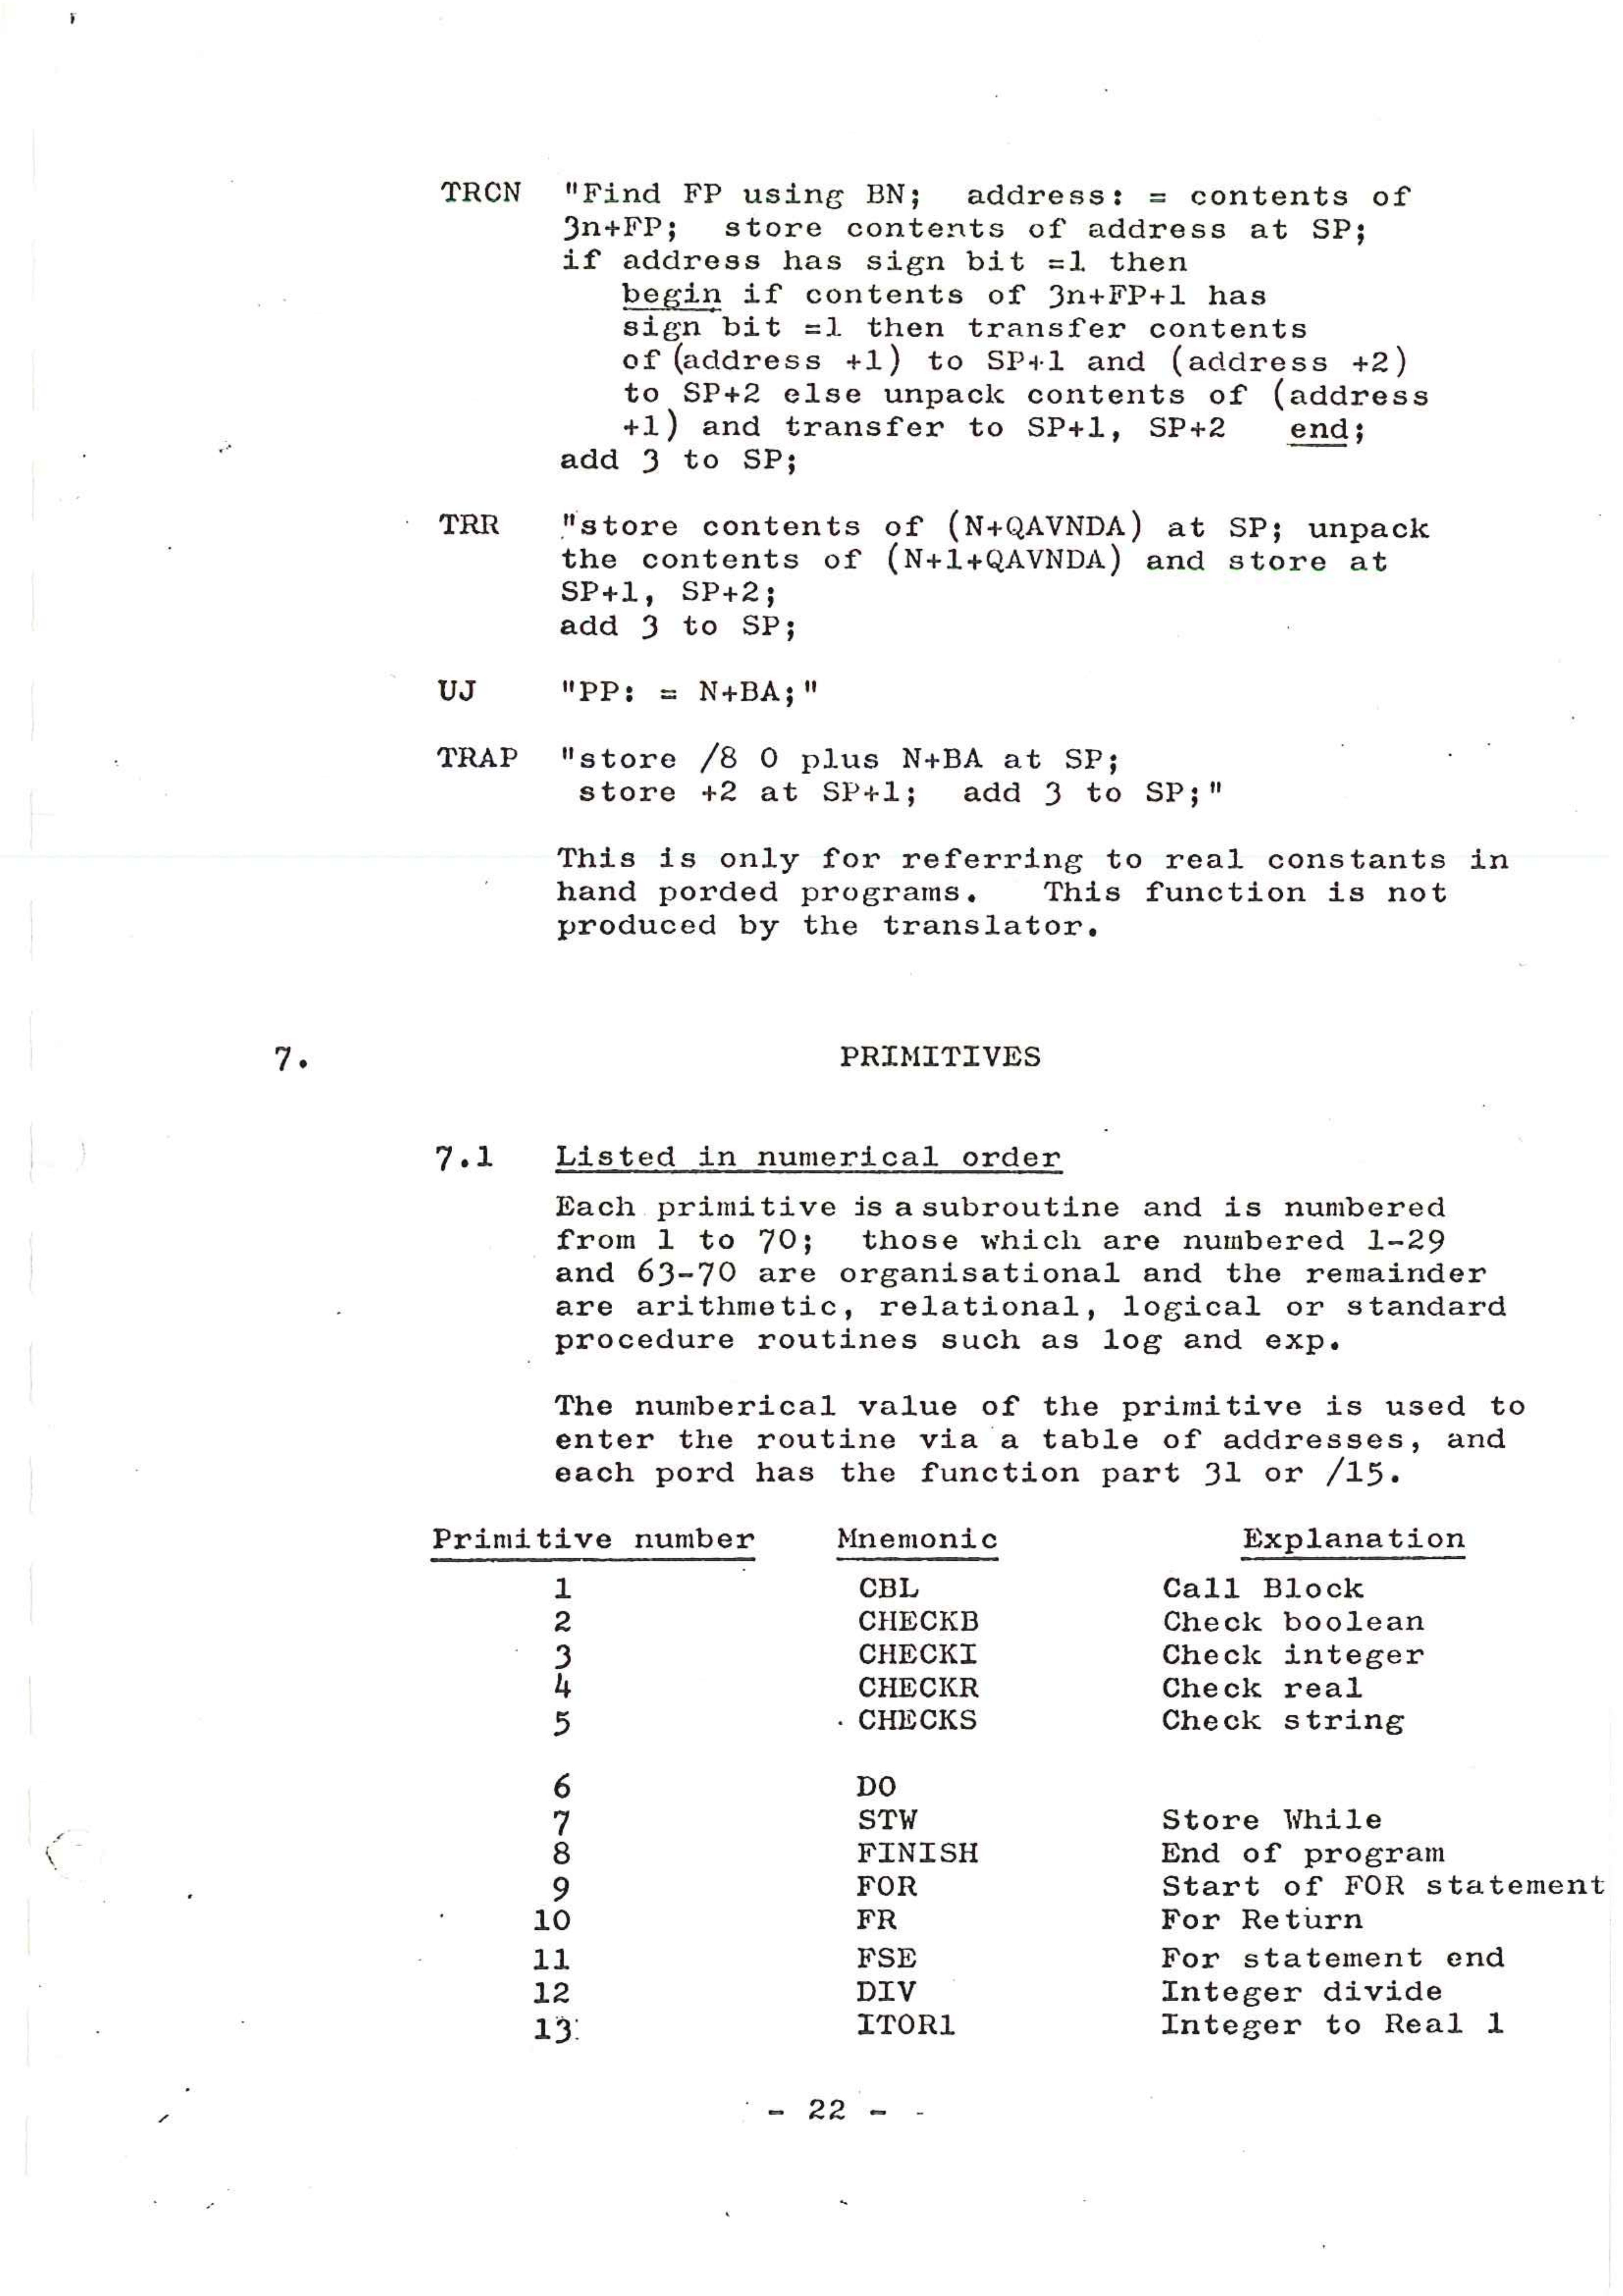 TRCN "Find FP using BN; address: = contents of
3n+FP; store contents of address at SP;
if address has sign bit =1 then
begin if contents of 3n+FP+1 has
sign bit =1 then transfer contents
of (address +1) to SP+1 and (address +2)
to SP+2 else unpack contents of (address
+1) and transfer to SP+1, SP+2 end;
add 3 to SP;
TRR "store contents of (N+QAVNDA) at SP; unpack
the contents of (N+1+QAVNDA) and store at
SP+1, SP+2;
add 3 to SP;
UJ "PP: = N+BA;"
TRAP "store /8 0 plus N+BA at SP;
store +2 at SP+1; add 3 to SP;"
This is only for referring to real constants in
hand porded programs. This function is not
produced by the translator.
7. PRIMITIVES
7.1 Listed in numerical order
Each primitive is a subroutine and is numbered
from 1 to 70; those which are numbered 1-29
and 63-70 are organisational and the remainder
are arithmetic, relational, logical or standard
procedure routines such as log and exp.
The numberical value of the primitive is used to
enter the routine via a table of addresses, and
each pord has the function part 31 or /15.
Primitive number Mnemonic Explanation
1 CBL Call Block
2 CHECKB Check boolean
3 CHECKI Check integer
4 CHECKR Check real
5 CHECKS Check string
6 DO
7 STW Store While
8 FINISH End of program
9 FOR Start of FOR statement
10 FR For Return
11 FSE For statement end
12 DIV Integer divide
13 ITOR1 Integer to Real 1
- 22 -